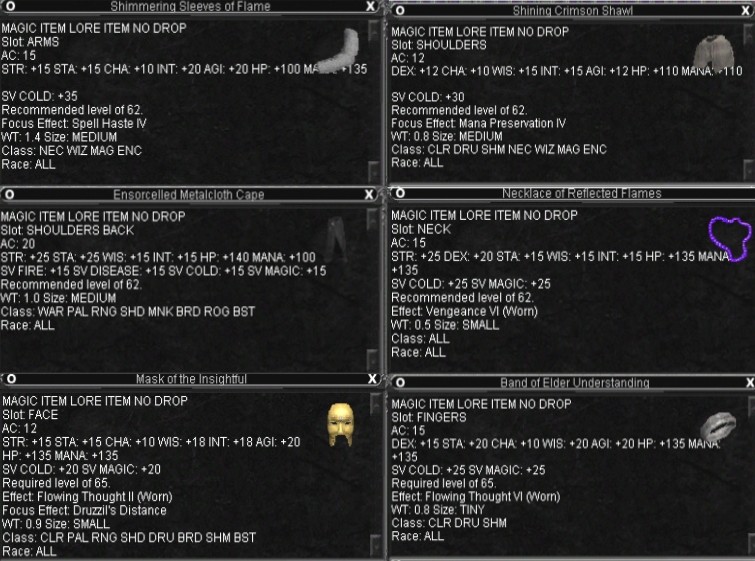 O Shimmering Sleeves of Flame X
MAGIC ITEM LORE ITEM NO DROP
Slot: ARMS
AC: 15
STR: +15 STA: +15 CHA: +10 INT: +20 AGI: +20 HP: +100 MA +135
SV COLD: +35
Recommended level of 62.
Focus Effect: Spell Haste IV
WT: 1.4 Size: MEDIUM
Class: NEC WIZ MAG ENC
Race: ALL
O Shining Crimson Shawl X
MAGIC ITEM LORE ITEM NO DROP
Slot: SHOULDERS
AC: 12
DEX: +12 CHA: +10 WIS: +15 INT: +15 AGI: +12 HP: +110 MANA: +110
SV COLD: +30
Recommended level of 62.
Focus Effect: Mana Preservation IV
WT: 0.8 Size: MEDIUM
Class: CLR DRU SHM NEC WIZ MAG ENC
Race: ALL
O Ensorcelled Metalcloth Cape X
MAGIC ITEM LORE ITEM NO DROP
Slot: SHOULDERS BACK
AC: 20
STR: +25 STA: +25 WIS: +15 INT: +15 HP: +140 MANA: +100
SV FIRE: +15 SV DISEASE: +15 SV COLD: +15 SV MAGIC: +15
Recommended level of 62.
WT: 1.0 Size: MEDIUM
Class: WAR PAL RNG SHD MNK BRD ROG BST
Race: ALL
O Necklace of Reflected Flames X
MAGIC ITEM LORE ITEM NO DROP
Slot: NECK
AC: 15
STR: +25 DEX: +20 STA: +15 WIS: +15 INT: +15 HP: +135 MANA:
+135
SV COLD: +25 SV MAGIC: +25
Recommended level of 62.
Effect: Vengeance VI (Worn)
WT: 0.5 Size: SMALL
Class: ALL
Race: ALL
O Mask of the Insightful X
MAGIC ITEM LORE ITEM NO DROP
Slot: FACE
AC: 12
STR: +15 STA: +15 CHA: +10 WIS: +18 INT: +18 AGI: +20
HP: +135 MANA: +135
SV COLD: +20 SV MAGIC: +20
Required level of 65.
Effect: Flowing Thought II (Worn)
Focus Effect: Druzzil's Distance
WT: 0.9 Size: SMALL
Class: CLR PAL RNG SHD DRU BRD SHM BST
Race: ALL
O Band of Elder Understanding X
MAGIC ITEM LORE ITEM NO DROP
Slot: FINGERS
AC: 15
DEX: +15 STA: +20 CHA: +10 WIS: +20 AGI: +20 HP: +135 MANA:
+135
SV COLD: +25 SV MAGIC: +25
Required level of 65.
Effect: Flowing Thought VI (Worn)
WT: 0.8 Size: TINY
Class: CLR DRU SHM
Race: ALL